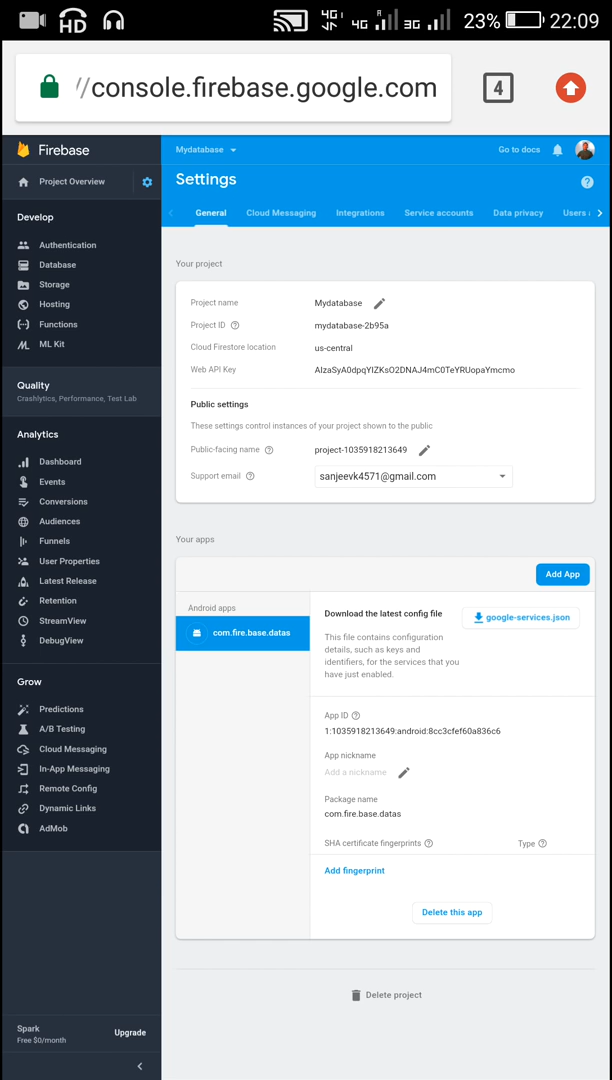 HD 4G 4G 3G 23% 22:09
//console.firebase.google.com 4
Firebase
Mydatabase
Go to docs
Project Overview
Settings
General Cloud Messaging Integrations Service accounts Data privacy Users
Develop
Authentication
Database
Storage
Hosting
Functions
ML Kit
Quality
Crashlytics, Performance, Test Lab
Analytics
Dashboard
Events
Conversions
Audiences
Funnels
User Properties
Latest Release
Retention
StreamView
DebugView
Grow
Predictions
A/B Testing
Cloud Messaging
In-App Messaging
Remote Config
Dynamic Links
AdMob
Spark
Free $0/month
Upgrade
Your project
Project name Mydatabase
Project ID mydatabase-2b95a
Cloud Firestore location us-central
Web API Key AIzaSyA0dpqYIZKsO2DNAJ4mC0TeYRUopaYmcmo
Public settings
These settings control instances of your project shown to the public
Public-facing name project-1035918213649
Support email sanjeevk4571@gmail.com
Your apps
Add App
Android apps
com.fire.base.datas
Download the latest config file
google-services.json
This file contains configuration
details, such as keys and
identifiers, for the services that you
have just enabled.
App ID
1:1035918213649:android:8cc3cfef60a836c6
App nickname
Add a nickname
Package name
com.fire.base.datas
SHA certificate fingerprints Type
Add fingerprint
Delete this app
Delete project